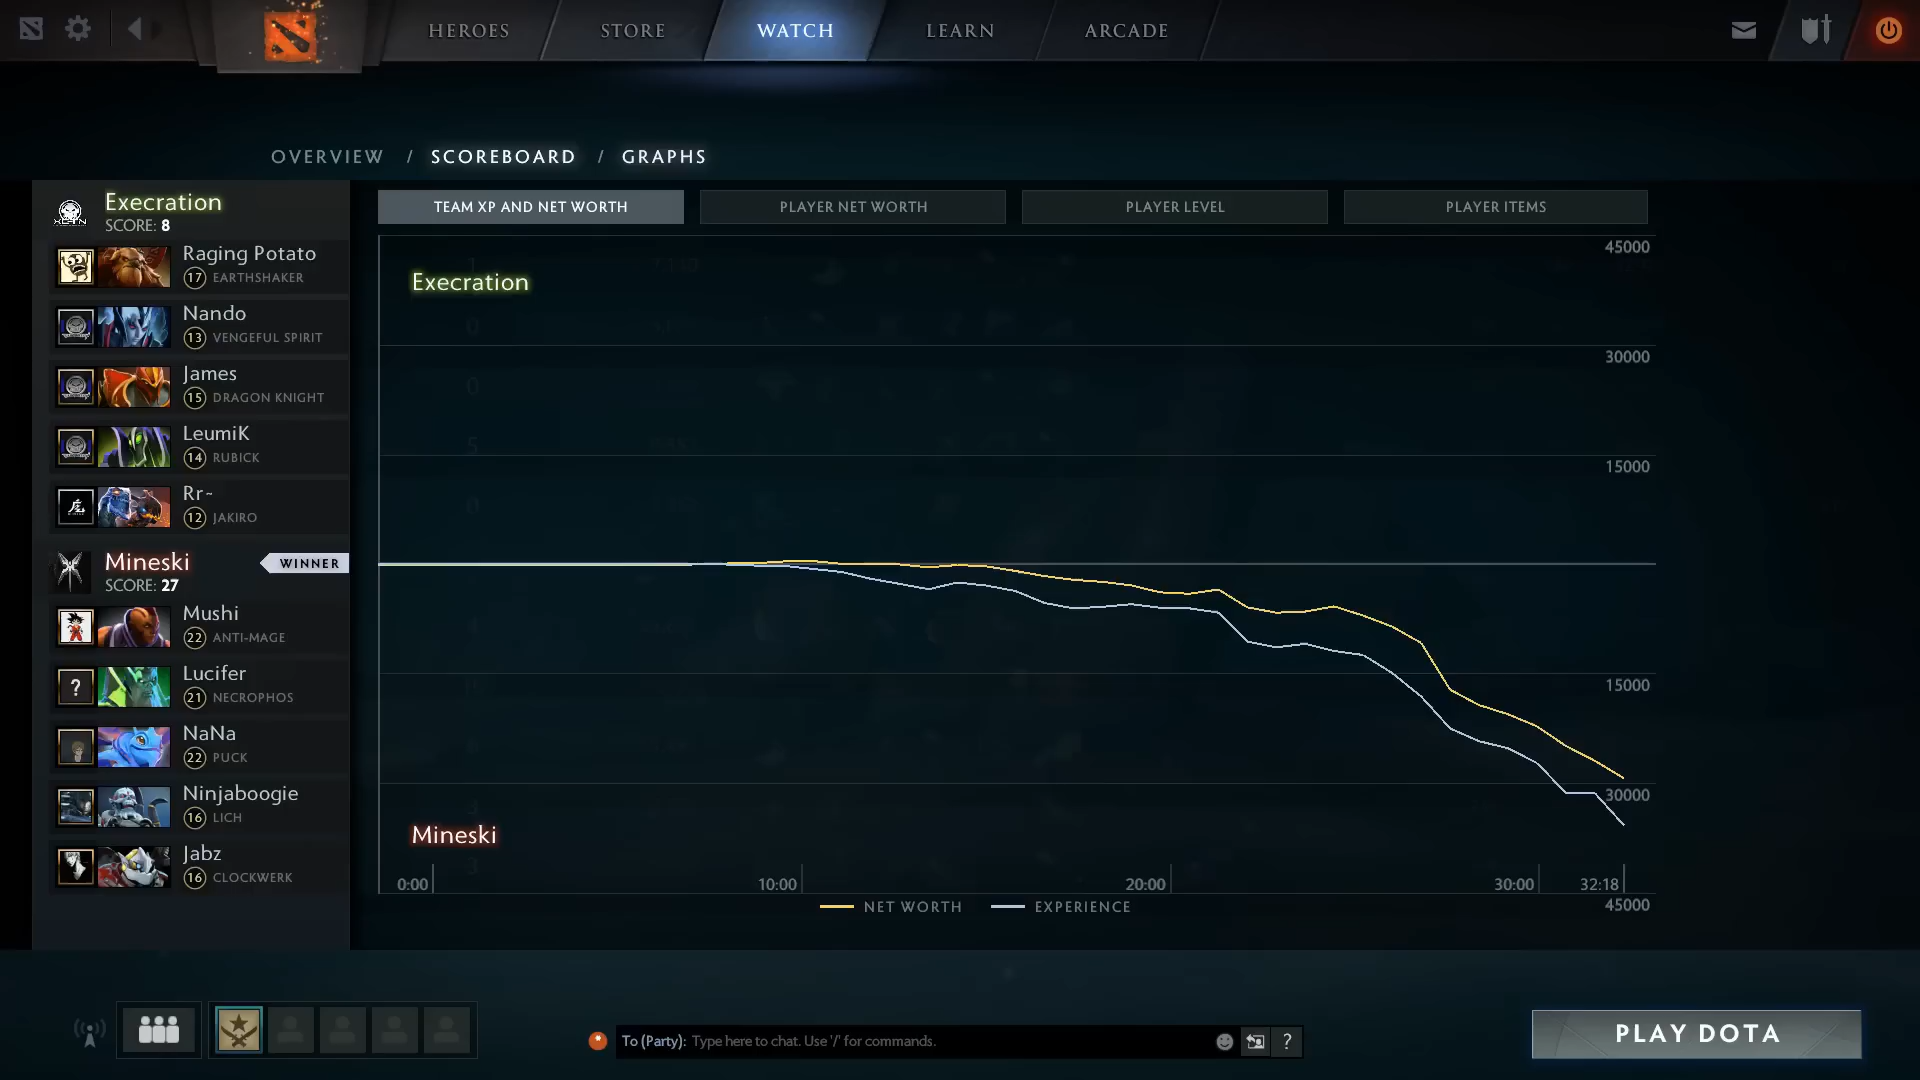 HEROES
STORE
WATCH
LEARN
ARCADE
OVERVIEW / SCOREBOARD / GRAPHS
Execration
SCORE: 8
Raging Potato
17 EARTHSHAKER
Nando
13 VENGEFUL SPIRIT
James
15 DRAGON KNIGHT
LeumiK
14 RUBICK
Rr~
12 JAKIRO
Mineski
WINNER
SCORE: 27
Mushi
22 ANTI-MAGE
?
Lucifer
21 NECROPHOS
NaNa
22 PUCK
Ninjaboogie
16 LICH
Jabz
16 CLOCKWERK
TEAM XP AND NET WORTH
PLAYER NET WORTH
PLAYER LEVEL
PLAYER ITEMS
45000
Execration
30000
15000
15000
30000
Mineski
0:00
10:00
20:00
30:00
32:18
45000
NET WORTH
EXPERIENCE
To (Party): Type here to chat. Use '/' for commands.
?
PLAY DOTA